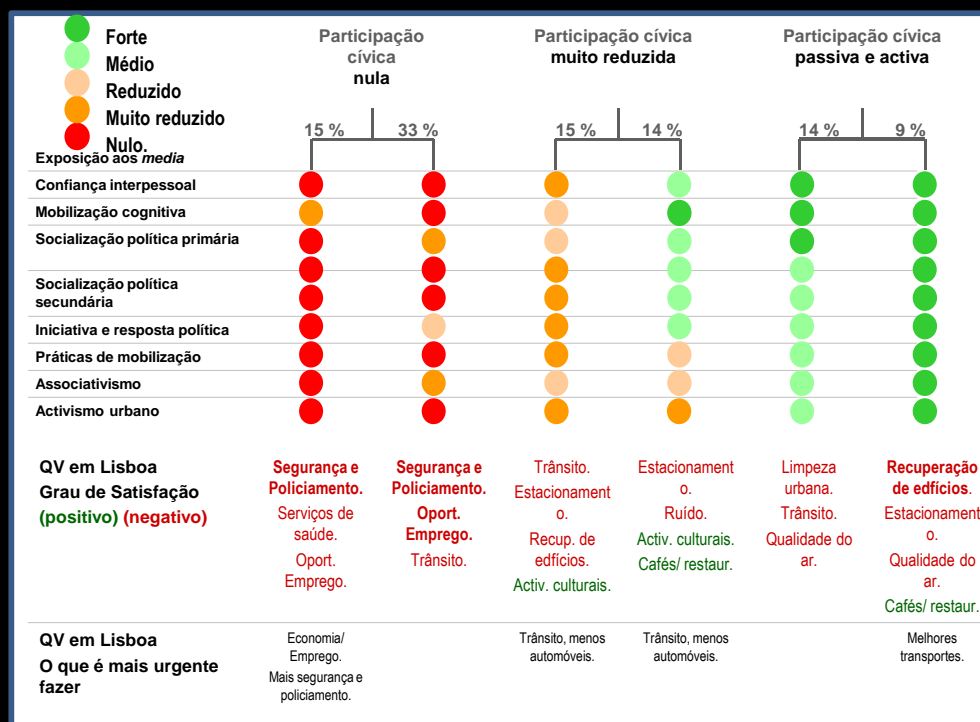 Forte
Médio
Reduzido
Muito reduzido
Nulo.
Participação
cívica
nula
Participação cívica
muito reduzida
Participação cívica
passiva e activa
15 % 33 % 15 % 14 % 14 % 9 %
Exposição aos media
Confiança interpessoal
Mobilização cognitiva
Socialização política primária
Socialização política
secundária
Iniciativa e resposta política
Práticas de mobilização
Associativismo
Activismo urbano
QV em Lisboa
Grau de Satisfação
(positivo) (negativo)
Segurança e
Policiamento.
Serviços de
saúde.
Oport.
Emprego.
Segurança e
Policiamento.
Oport.
Emprego.
Trânsito.
Trânsito.
Estacionament
o.
Recup. de
edfícios.
Activ. culturais.
Estacionament
o.
Ruído.
Activ. culturais.
Cafés/ restaur.
Limpeza
urbana.
Trânsito.
Qualidade do
ar.
Recuperação
de edfícios.
Estacionament
o.
Qualidade do
ar.
Cafés/ restaur.
QV em Lisboa
O que é mais urgente
fazer
Economia/
Emprego.
Mais segurança e
policiamento.
Trânsito, menos
automóveis.
Trânsito, menos
automóveis.
Melhores
transportes.